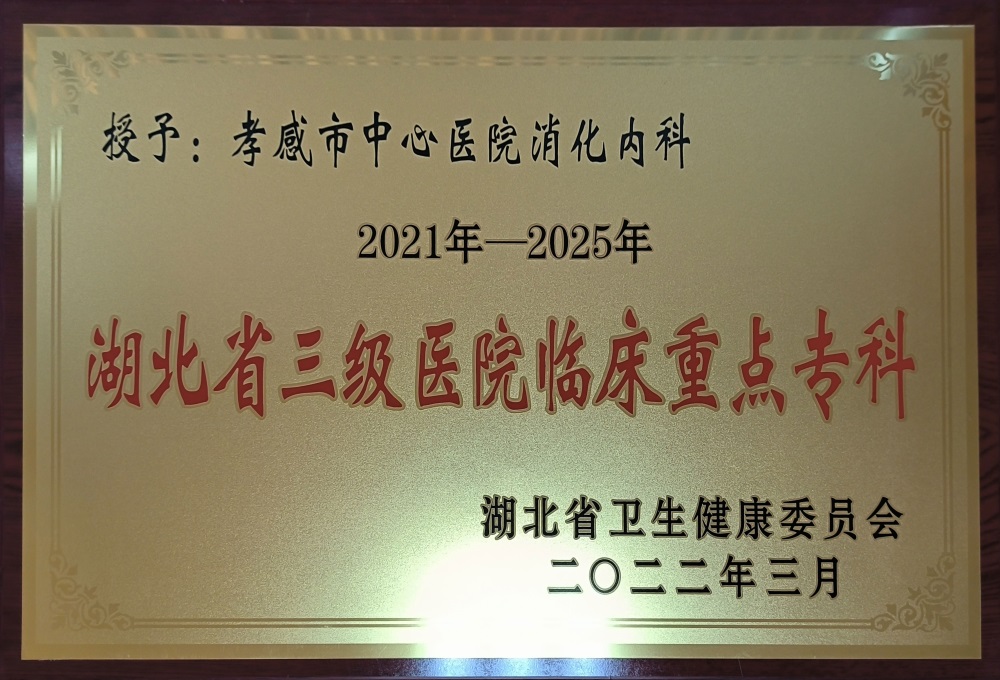 授予：孝感市中心医院消化内科
2021年—2025年
湖北省三级医院临床重点专科
湖北省卫生健康委员会
二〇二二年三月